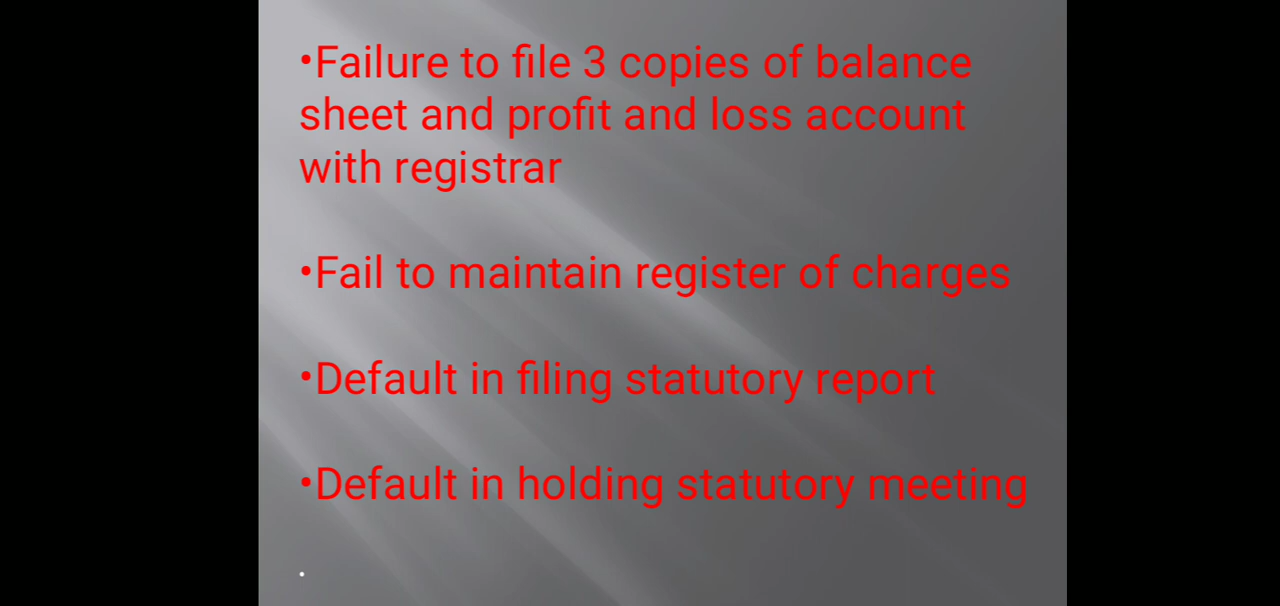 •Failure to file 3 copies of balance
sheet and profit and loss account
with registrar
•Fail to maintain register of charges
•Default in filing statutory report
•Default in holding statutory meeting
.